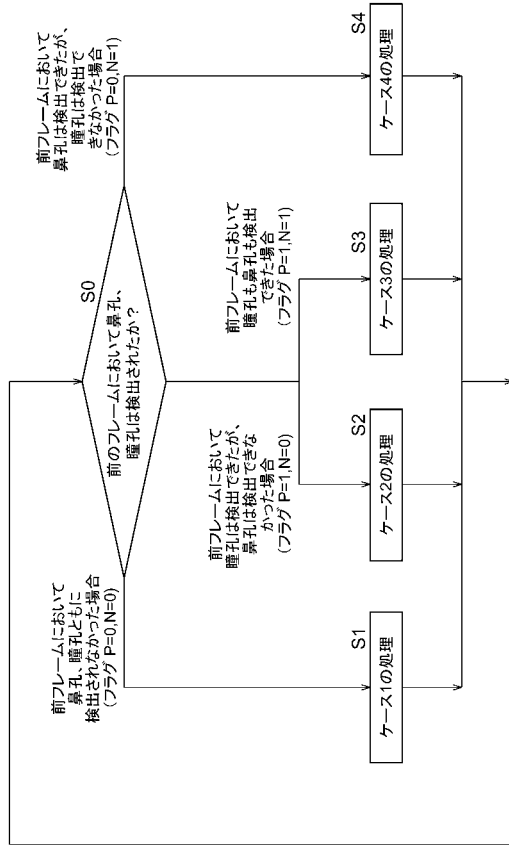 S0
前のフレームにおいて鼻孔、
瞳孔は検出されたか？
前フレームにおいて
鼻孔、瞳孔ともに
検出されなかった場合
(フラグ P=0,N=0)
前フレームにおいて
瞳孔は検出できたが、
鼻孔は検出できな
かった場合
(フラグ P=1,N=0)
前フレームにおいて
瞳孔も鼻孔も検出
できた場合
(フラグ P=1,N=1)
前フレームにおいて
鼻孔は検出できたが、
瞳孔は検出で
きなかった場合
(フラグ P=0,N=1)
S1
ケース1の処理
S2
ケース2の処理
S3
ケース3の処理
S4
ケース4の処理